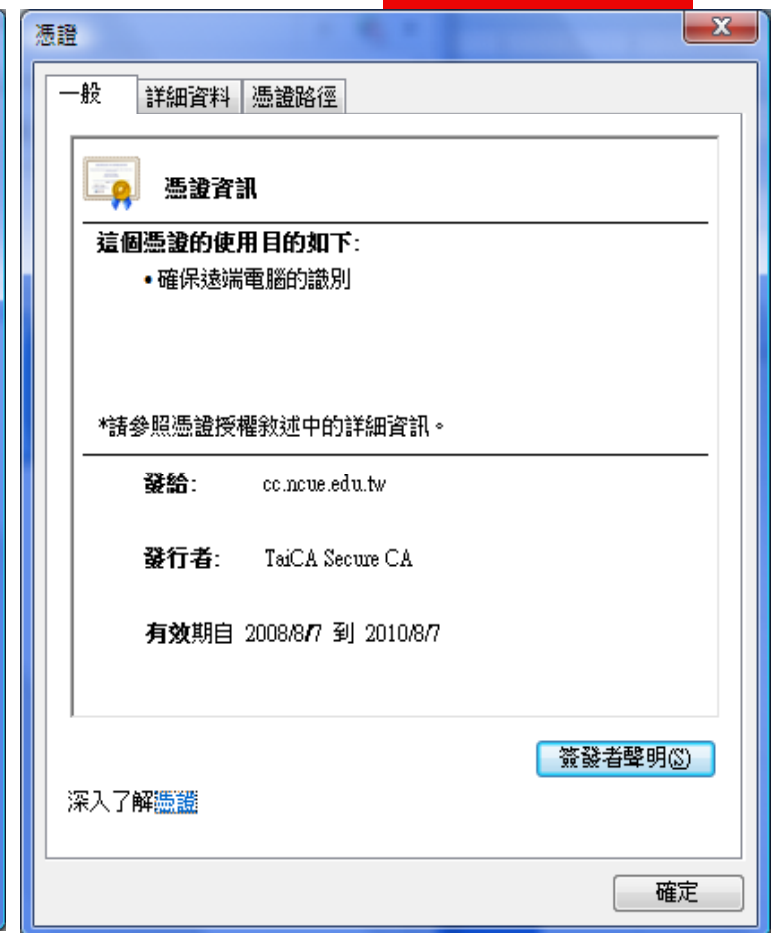 憑證
一般 詳細資料 憑證路徑
憑證資訊
這個憑證的使用目的如下:
•確保遠端電腦的識別
*請參照憑證授權敘述中的詳細資訊。
發給: cc.ncue.edu.tw
發行者: TaiCA Secure CA
有效期自 2008/8/7 到 2010/8/7
簽發者聲明(S)
深入了解憑證
確定